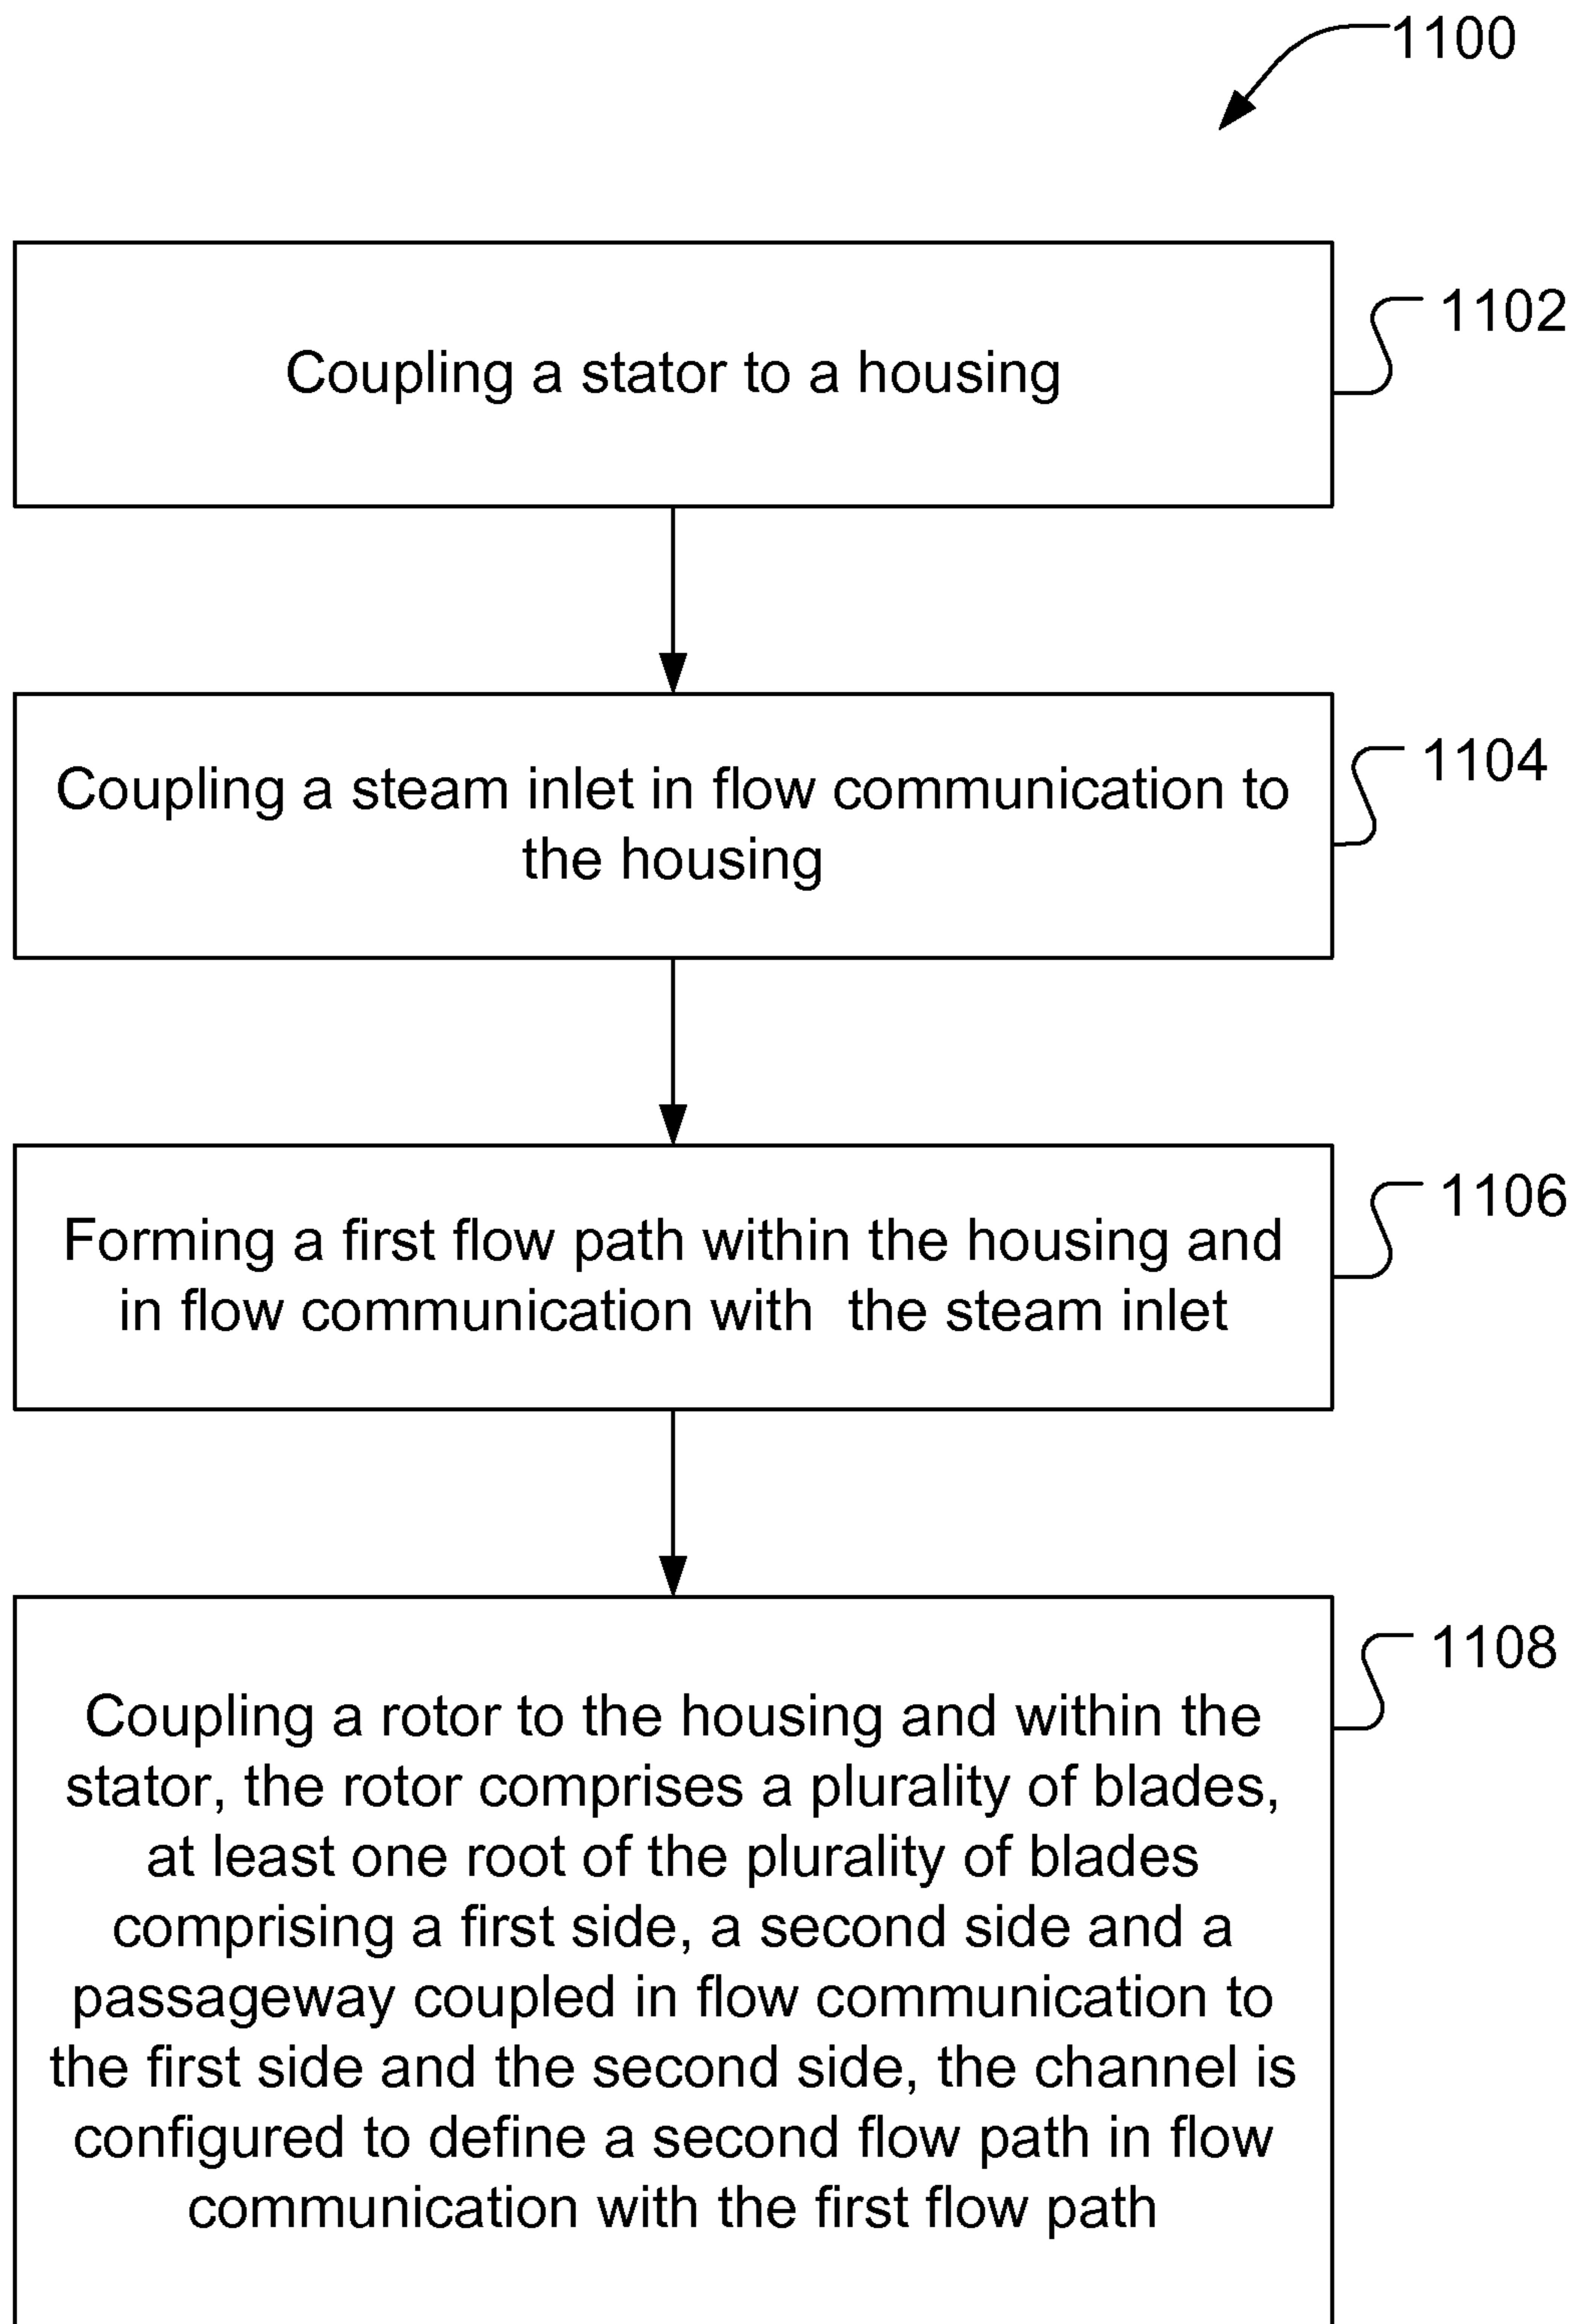 1100
Coupling a stator to a housing
1102
Coupling a steam inlet in flow communication to
the housing
1104
Forming a first flow path within the housing and
in flow communication with  the steam inlet
1106
Coupling a rotor to the housing and within the
stator, the rotor comprises a plurality of blades,
at least one root of the plurality of blades
comprising a first side, a second side and a
passageway coupled in flow communication to
the first side and the second side, the channel is
configured to define a second flow path in flow
communication with the first flow path
1108